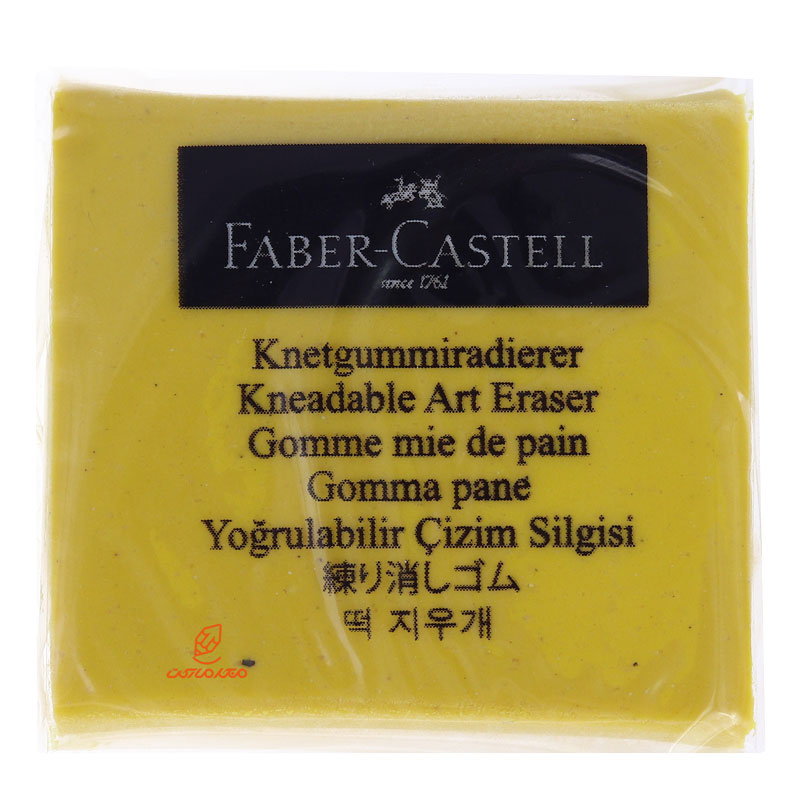 FABER-CASTELL
since 1761
Knetgummiradierer
Kneadable Art Eraser
Gomme mie de pain
Gomma pane
Yoğrulabilir Çizim Silgisi
練り消しゴム
떡 지우개